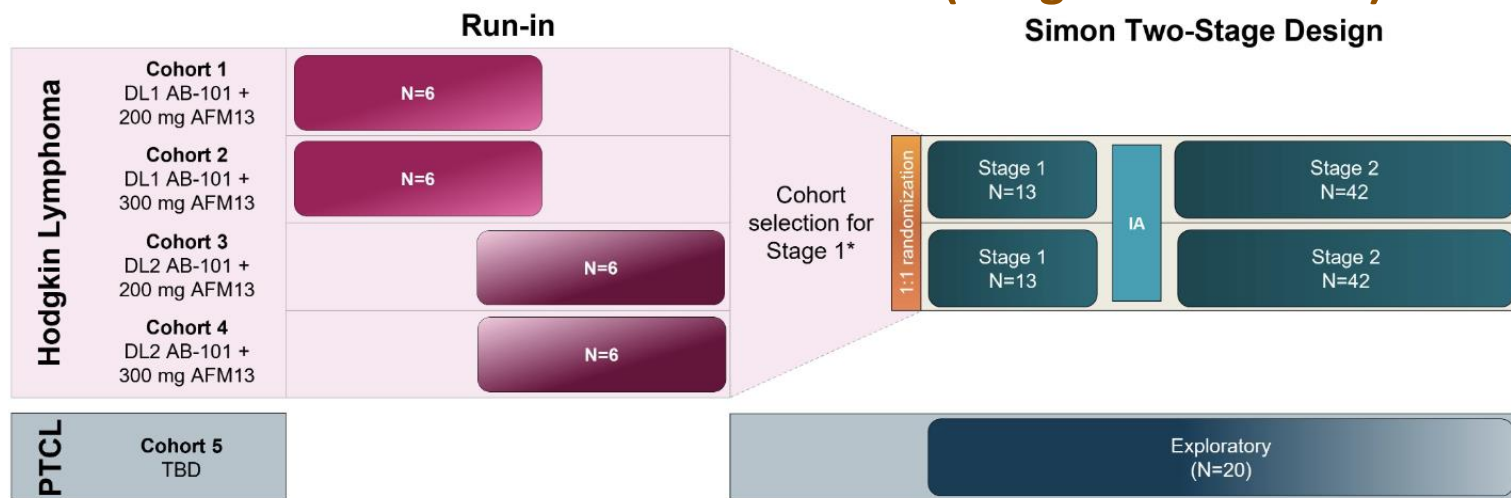 Run-in
Simon Two-Stage Design
Hodgkin Lymphoma
Cohort 1
DL1 AB-101 +
200 mg AFM13
N=6
Cohort 2
DL1 AB-101 +
300 mg AFM13
N=6
Cohort 3
DL2 AB-101 +
200 mg AFM13
N=6
Cohort 4
DL2 AB-101 +
300 mg AFM13
N=6
Cohort
selection for
Stage 1*
1:1 randomization
Stage 1
N=13
Stage 1
N=13
IA
Stage 2
N=42
Stage 2
N=42
PTCL
Cohort 5
TBD
Exploratory
(N=20)